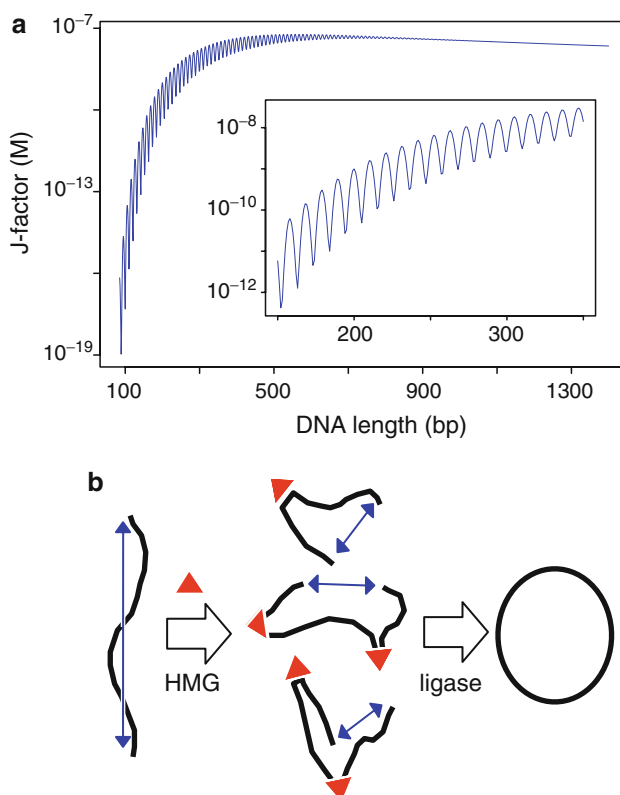 a
J-factor (M)
10⁻⁷
10⁻¹³
10⁻¹⁹
10⁻⁸
10⁻¹⁰
10⁻¹²
200 300
100 500 900 1300
DNA length (bp)
b
HMG
ligase